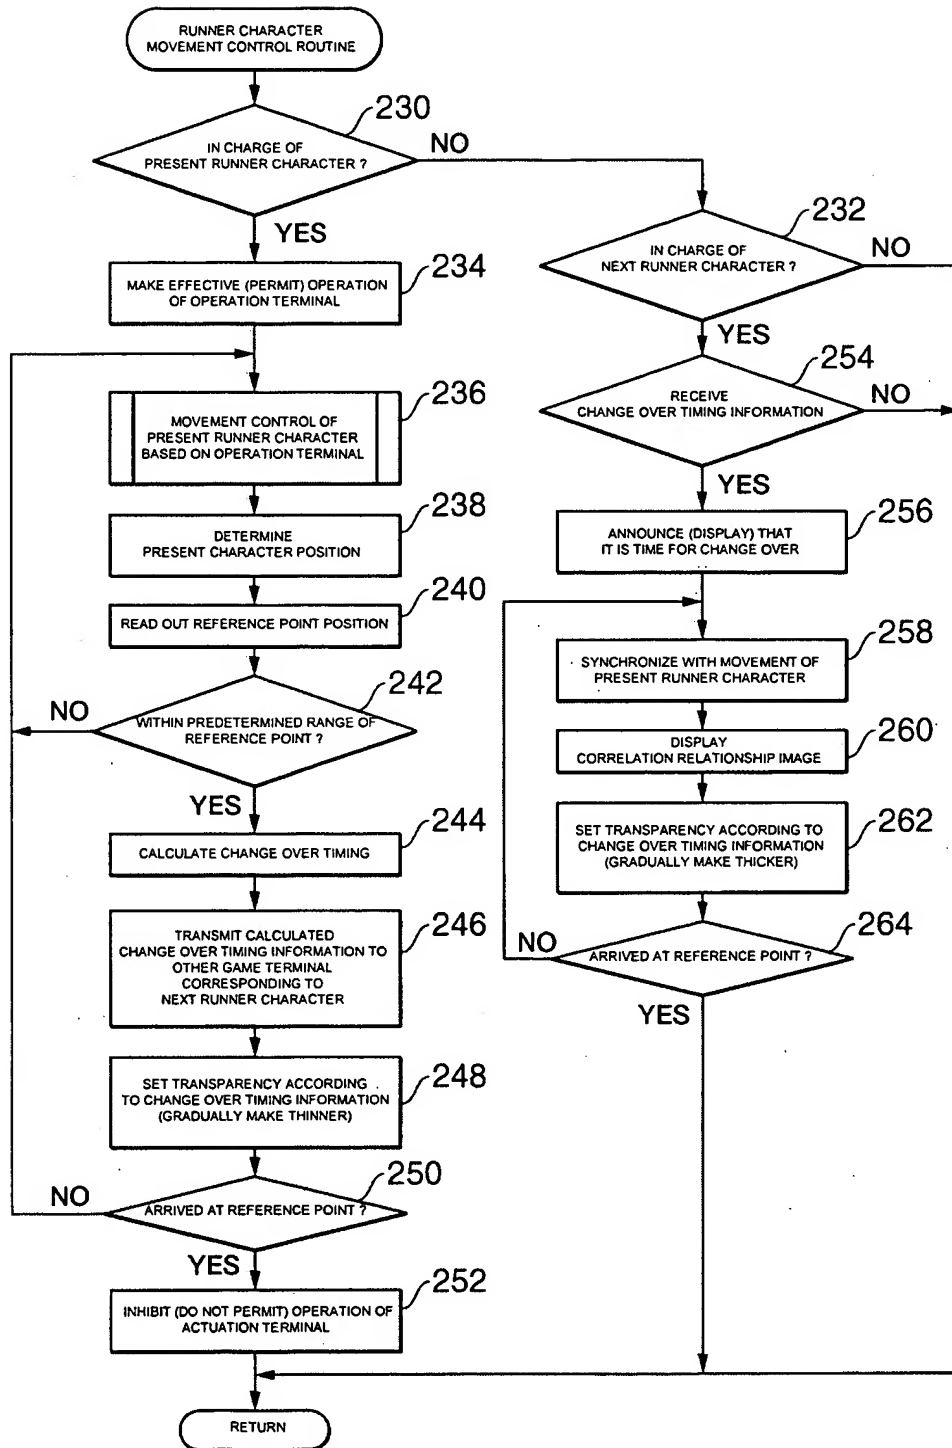 RUNNER CHARACTER
MOVEMENT CONTROL ROUTINE
230
IN CHARGE OF
PRESENT RUNNER CHARACTER ?
NO
YES
232
IN CHARGE OF
NEXT RUNNER CHARACTER ?
NO
YES
234
MAKE EFFECTIVE (PERMIT) OPERATION
OF OPERATION TERMINAL
254
RECEIVE
CHANGE OVER TIMING INFORMATION
NO
YES
236
MOVEMENT CONTROL OF
PRESENT RUNNER CHARACTER
BASED ON OPERATION TERMINAL
238
DETERMINE
PRESENT CHARACTER POSITION
256
ANNOUNCE (DISPLAY) THAT
IT IS TIME FOR CHANGE OVER
240
READ OUT REFERENCE POINT POSITION
258
SYNCHRONIZE WITH MOVEMENT OF
PRESENT RUNNER CHARACTER
242
WITHIN PREDETERMINED RANGE OF
REFERENCE POINT ?
NO
YES
260
DISPLAY
CORRELATION RELATIONSHIP IMAGE
244
CALCULATE CHANGE OVER TIMING
262
SET TRANSPARENCY ACCORDING TO
CHANGE OVER TIMING INFORMATION
(GRADUALLY MAKE THICKER)
246
TRANSMIT CALCULATED
CHANGE OVER TIMING INFORMATION TO
OTHER GAME TERMINAL
CORRESPONDING TO
NEXT RUNNER CHARACTER
264
ARRIVED AT REFERENCE POINT ?
NO
YES
248
SET TRANSPARENCY ACCORDING
TO CHANGE OVER TIMING INFORMATION
(GRADUALLY MAKE THINNER)
250
ARRIVED AT REFERENCE POINT ?
NO
YES
252
INHIBIT (DO NOT PERMIT) OPERATION OF
ACTUATION TERMINAL
RETURN